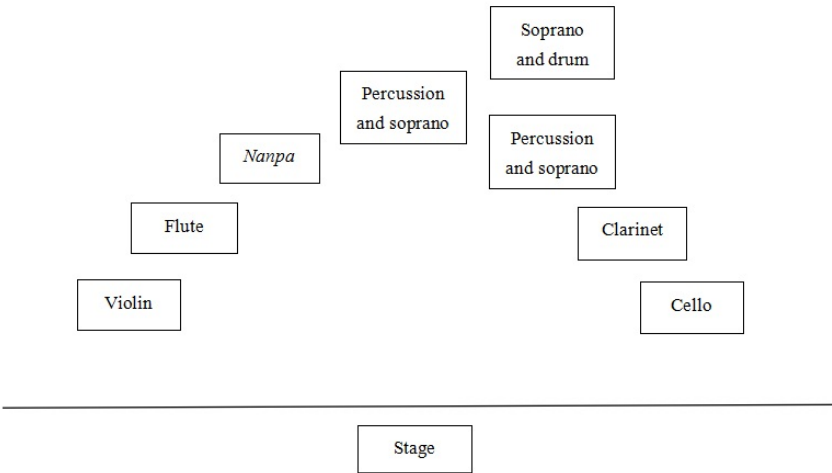 Soprano
and drum
Percussion
and soprano
Nanpa
Percussion
and soprano
Flute
Clarinet
Violin
Cello
Stage